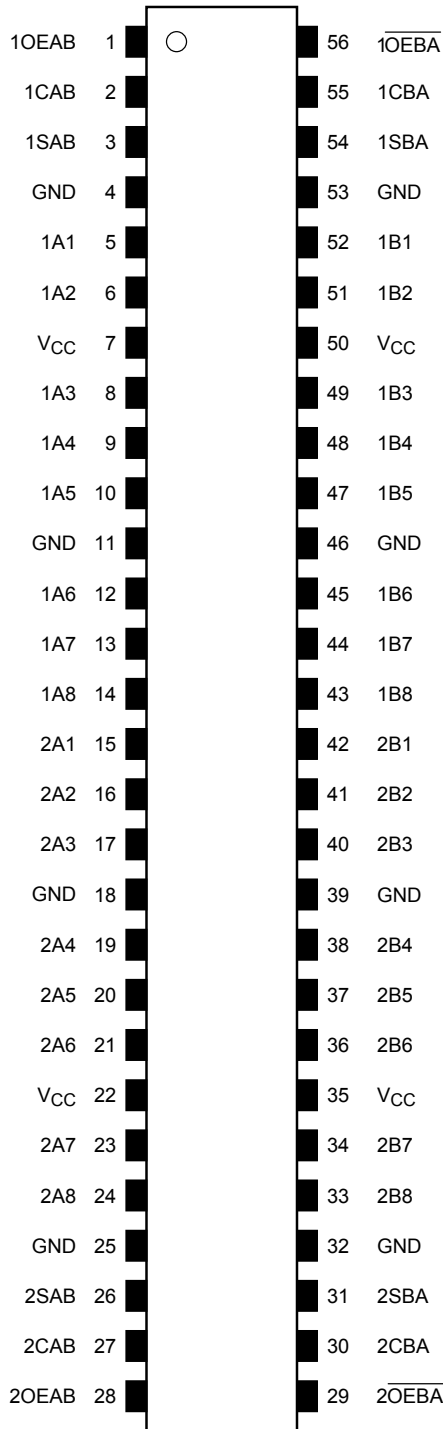 1OEAB 1 56 1O̅E̅B̅A̅
1CAB 2 55 1CBA
1SAB 3 54 1SBA
GND 4 53 GND
1A1 5 52 1B1
1A2 6 51 1B2
VCC 7 50 VCC
1A3 8 49 1B3
1A4 9 48 1B4
1A5 10 47 1B5
GND 11 46 GND
1A6 12 45 1B6
1A7 13 44 1B7
1A8 14 43 1B8
2A1 15 42 2B1
2A2 16 41 2B2
2A3 17 40 2B3
GND 18 39 GND
2A4 19 38 2B4
2A5 20 37 2B5
2A6 21 36 2B6
VCC 22 35 VCC
2A7 23 34 2B7
2A8 24 33 2B8
GND 25 32 GND
2SAB 26 31 2SBA
2CAB 27 30 2CBA
2OEAB 28 29 2O̅E̅B̅A̅